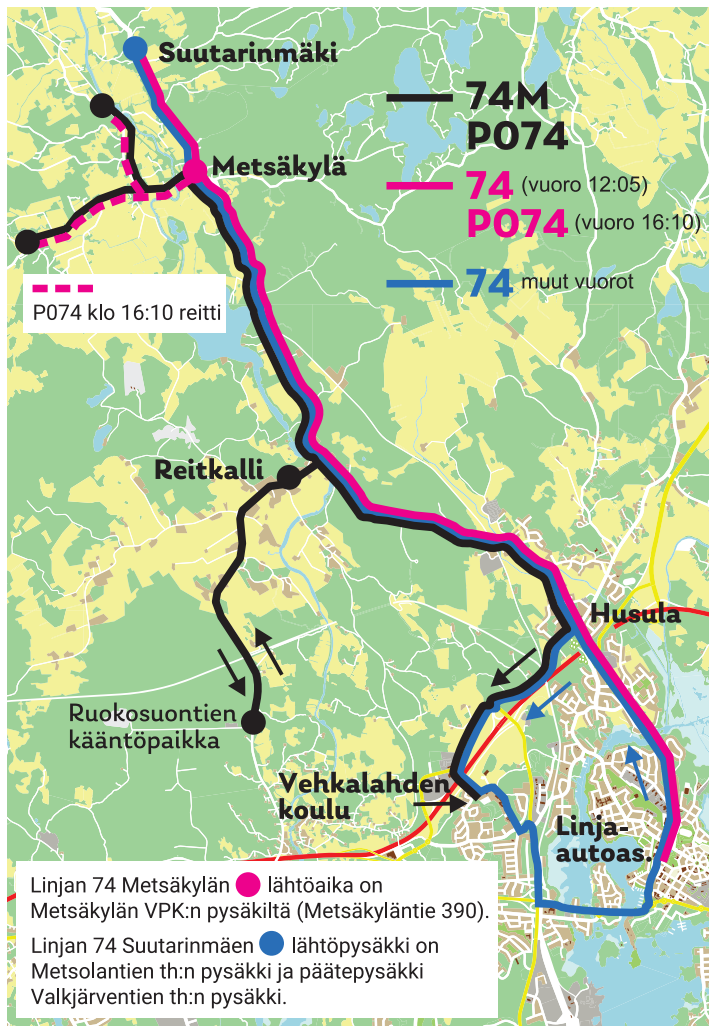 Suutarinmäki
74M
P074
Metsäkylä
74 (vuoro 12:05)
P074 (vuoro 16:10)
74 muut vuorot
P074 klo 16:10 reitti
Reitkalli
Husula
Ruokosuontien
kääntöpaikka
Vehkalahden
koulu
Linja-
autoas.
Linjan 74 Metsäkylän lähtöaika on
Metsäkylän VPK:n pysäkiltä (Metsäkyläntie 390).
Linjan 74 Suutarinmäen lähtöpysäkki on
Metsolantien th:n pysäkki ja päätepysäkki
Valkjärventien th:n pysäkki.